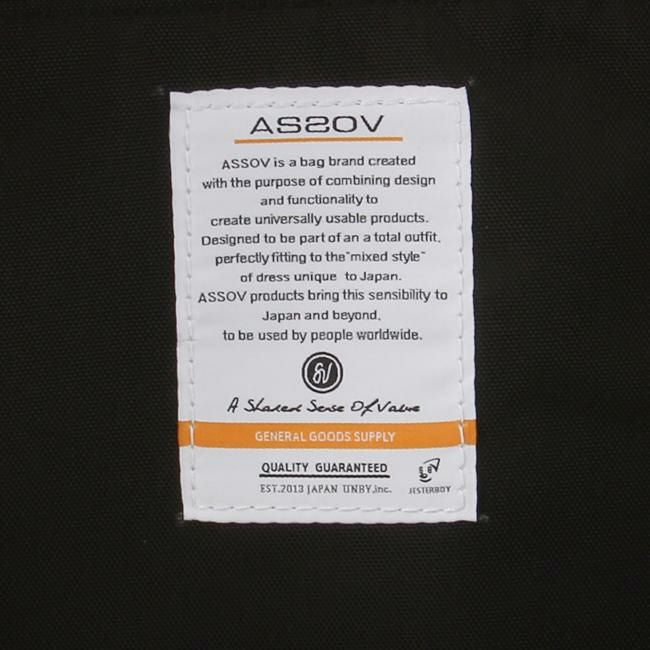 ASSOV
ASSOV is a bag brand created
with the purpose of combining design
and functionality to
create universally usable products.
Designed to be part of an a total outfit,
perfectly fitting to the "mixed style"
of dress unique to Japan.
ASSOV products bring this sensibility to
Japan and beyond,
to be used by people worldwide.
A Shared Sense Of Value
GENERAL GOODS SUPPLY
QUALITY GUARANTEED
EST.2013 JAPAN UNBY,inc.
JESTERBOY